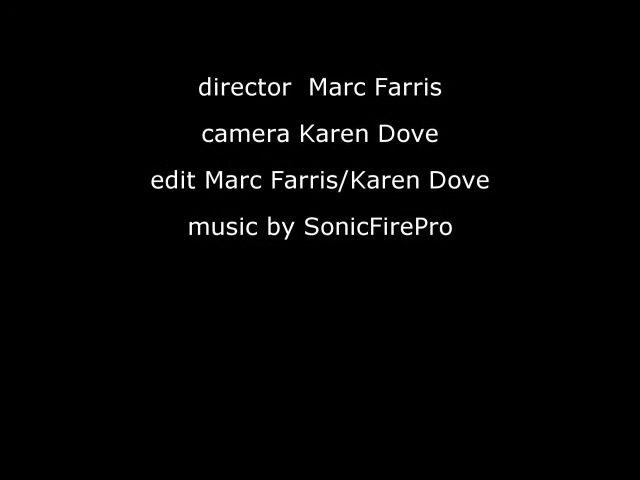 director  Marc Farris
camera Karen Dove
edit Marc Farris/Karen Dove
music by SonicFirePro